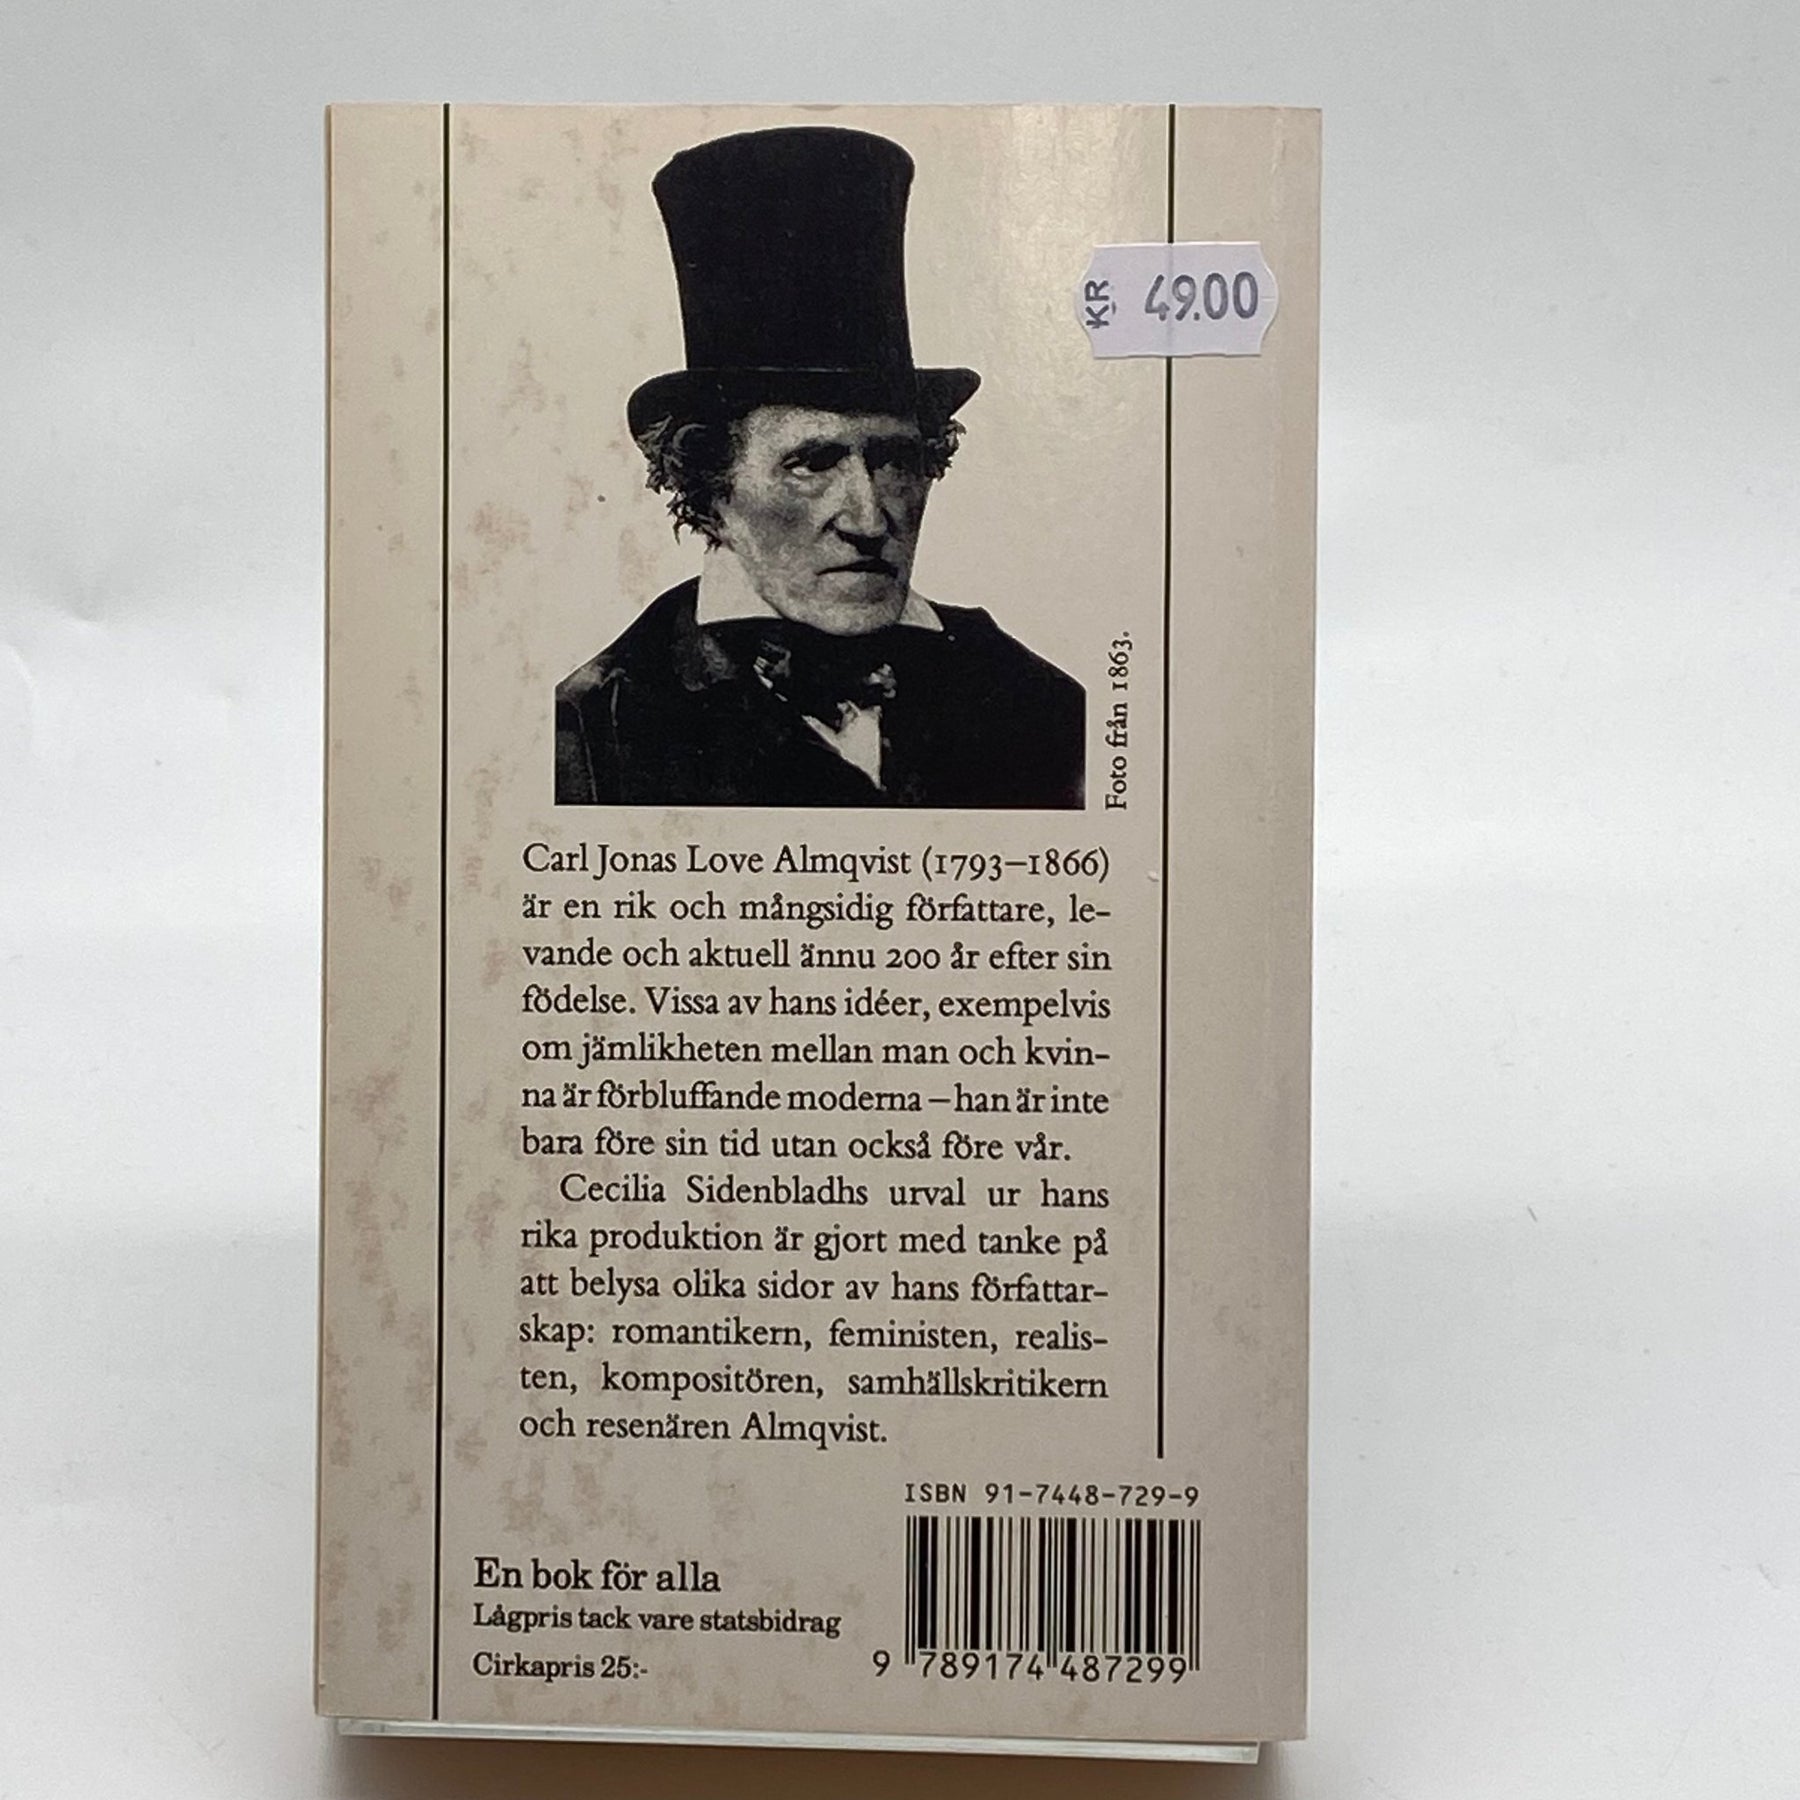 KR 49.00
Foto från 1863.
Carl Jonas Love Almqvist (1793–1866)
är en rik och mångsidig författare, le-
vande och aktuell ännu 200 år efter sin
födelse. Vissa av hans idéer, exempelvis
om jämlikheten mellan man och kvin-
na är förbluffande moderna – han är inte
bara före sin tid utan också före vår.
Cecilia Sidenbladhs urval ur hans
rika produktion är gjort med tanke på
att belysa olika sidor av hans författar-
skap: romantikern, feministen, realis-
ten, kompositören, samhällskritikern
och resenären Almqvist.
ISBN 91-7448-729-9
En bok för alla
Lågpris tack vare statsbidrag
Cirkapris 25:-
9 789174 487299